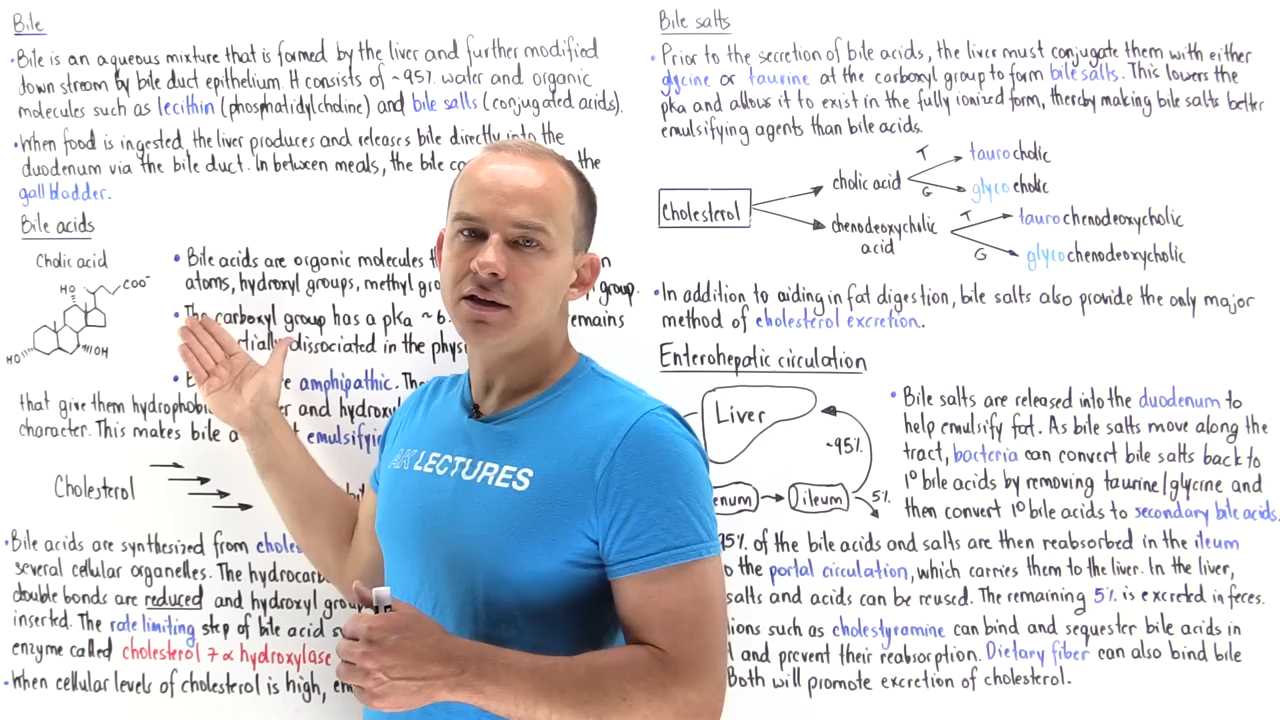 Bile
• Bile is an aqueous mixture that is formed by the liver and further modified
down stream by bile duct epithelium. It consists of ~95% water and organic
molecules such as lecithin (phosphatidylcholine) and bile salts (conjugated acids).
• When food is ingested, the liver produces and releases bile directly into the
duodenum via the bile duct. In between meals, the bile the
gall bladder.
Bile acids
Cholic acid
HO
COO⁻
HO
OH
• Bile acids are organic molecules
atoms, hydroxyl groups, methyl group.
• The carboxyl group has a pka ~6. remains
dissociated in the
• amphipathic.
that give them and
character. This makes bile
Cholesterol
• Bile acids are synthesized from
several cellular organelles. The
double bonds are reduced and hydroxyl
inserted. The rate limiting step of bile acid
enzyme called cholesterol 7α hydroxylase
• When cellular levels of cholesterol is high,
AK LECTURES
Bile salts
• Prior to the secretion of bile acids, the liver must conjugate them with either
glycine or taurine at the carboxyl group to form bile salts. This lowers the
pka and allows it to exist in the fully ionized form, thereby making bile salts better
emulsifying agents than bile acids.
Cholesterol
cholic acid
T
taurocholic
G
glycocholic
chenodeoxycholic
acid
T
taurochenodeoxycholic
G
glycochenodeoxycholic
• In addition to aiding in fat digestion, bile salts also provide the only major
method of cholesterol excretion.
Enterohepatic circulation
Liver
~95%
Ileum
5%
• Bile salts are released into the duodenum to
help emulsify fat. As bile salts move along the
tract, bacteria can convert bile salts back to
1° bile acids by removing taurine/glycine and
then convert 1° bile acids to secondary bile acids.
95% of the bile acids and salts are then reabsorbed in the ileum
the portal circulation, which carries them to the liver. In the liver,
salts and acids can be reused. The remaining 5% is excreted in feces.
such as cholestyramine can bind and sequester bile acids in
and prevent their reabsorption. Dietary fiber can also bind bile
Both will promote excretion of cholesterol.